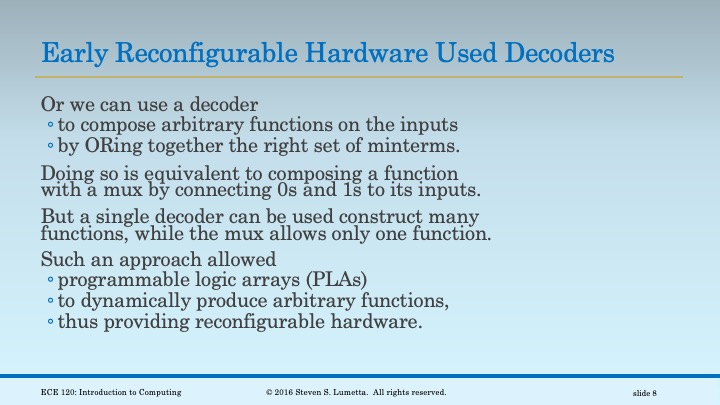 Early Reconfigurable Hardware Used Decoders
Or we can use a decoder
◦ to compose arbitrary functions on the inputs
◦ by ORing together the right set of minterms.
Doing so is equivalent to composing a function
with a mux by connecting 0s and 1s to its inputs.
But a single decoder can be used construct many
functions, while the mux allows only one function.
Such an approach allowed
◦ programmable logic arrays (PLAs)
◦ to dynamically produce arbitrary functions,
◦ thus providing reconfigurable hardware.
ECE 120: Introduction to Computing
© 2016 Steven S. Lumetta. All rights reserved.
slide 8